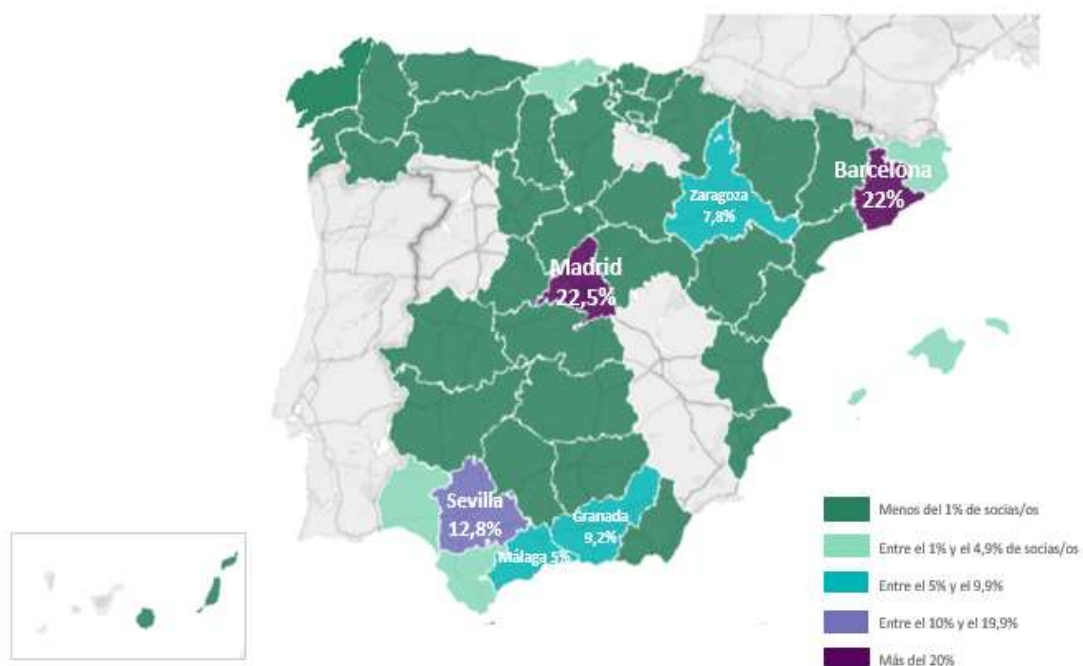 Barcelona
22%
Zaragoza
7,8%
Madrid
22,5%
Sevilla
12,8%
Granada
9,2%
Málaga 5%
Menos del 1% de socias/os
Entre el 1% y el 4,9% de socias/os
Entre el 5% y el 9,9%
Entre el 10% y el 19,9%
Más del 20%